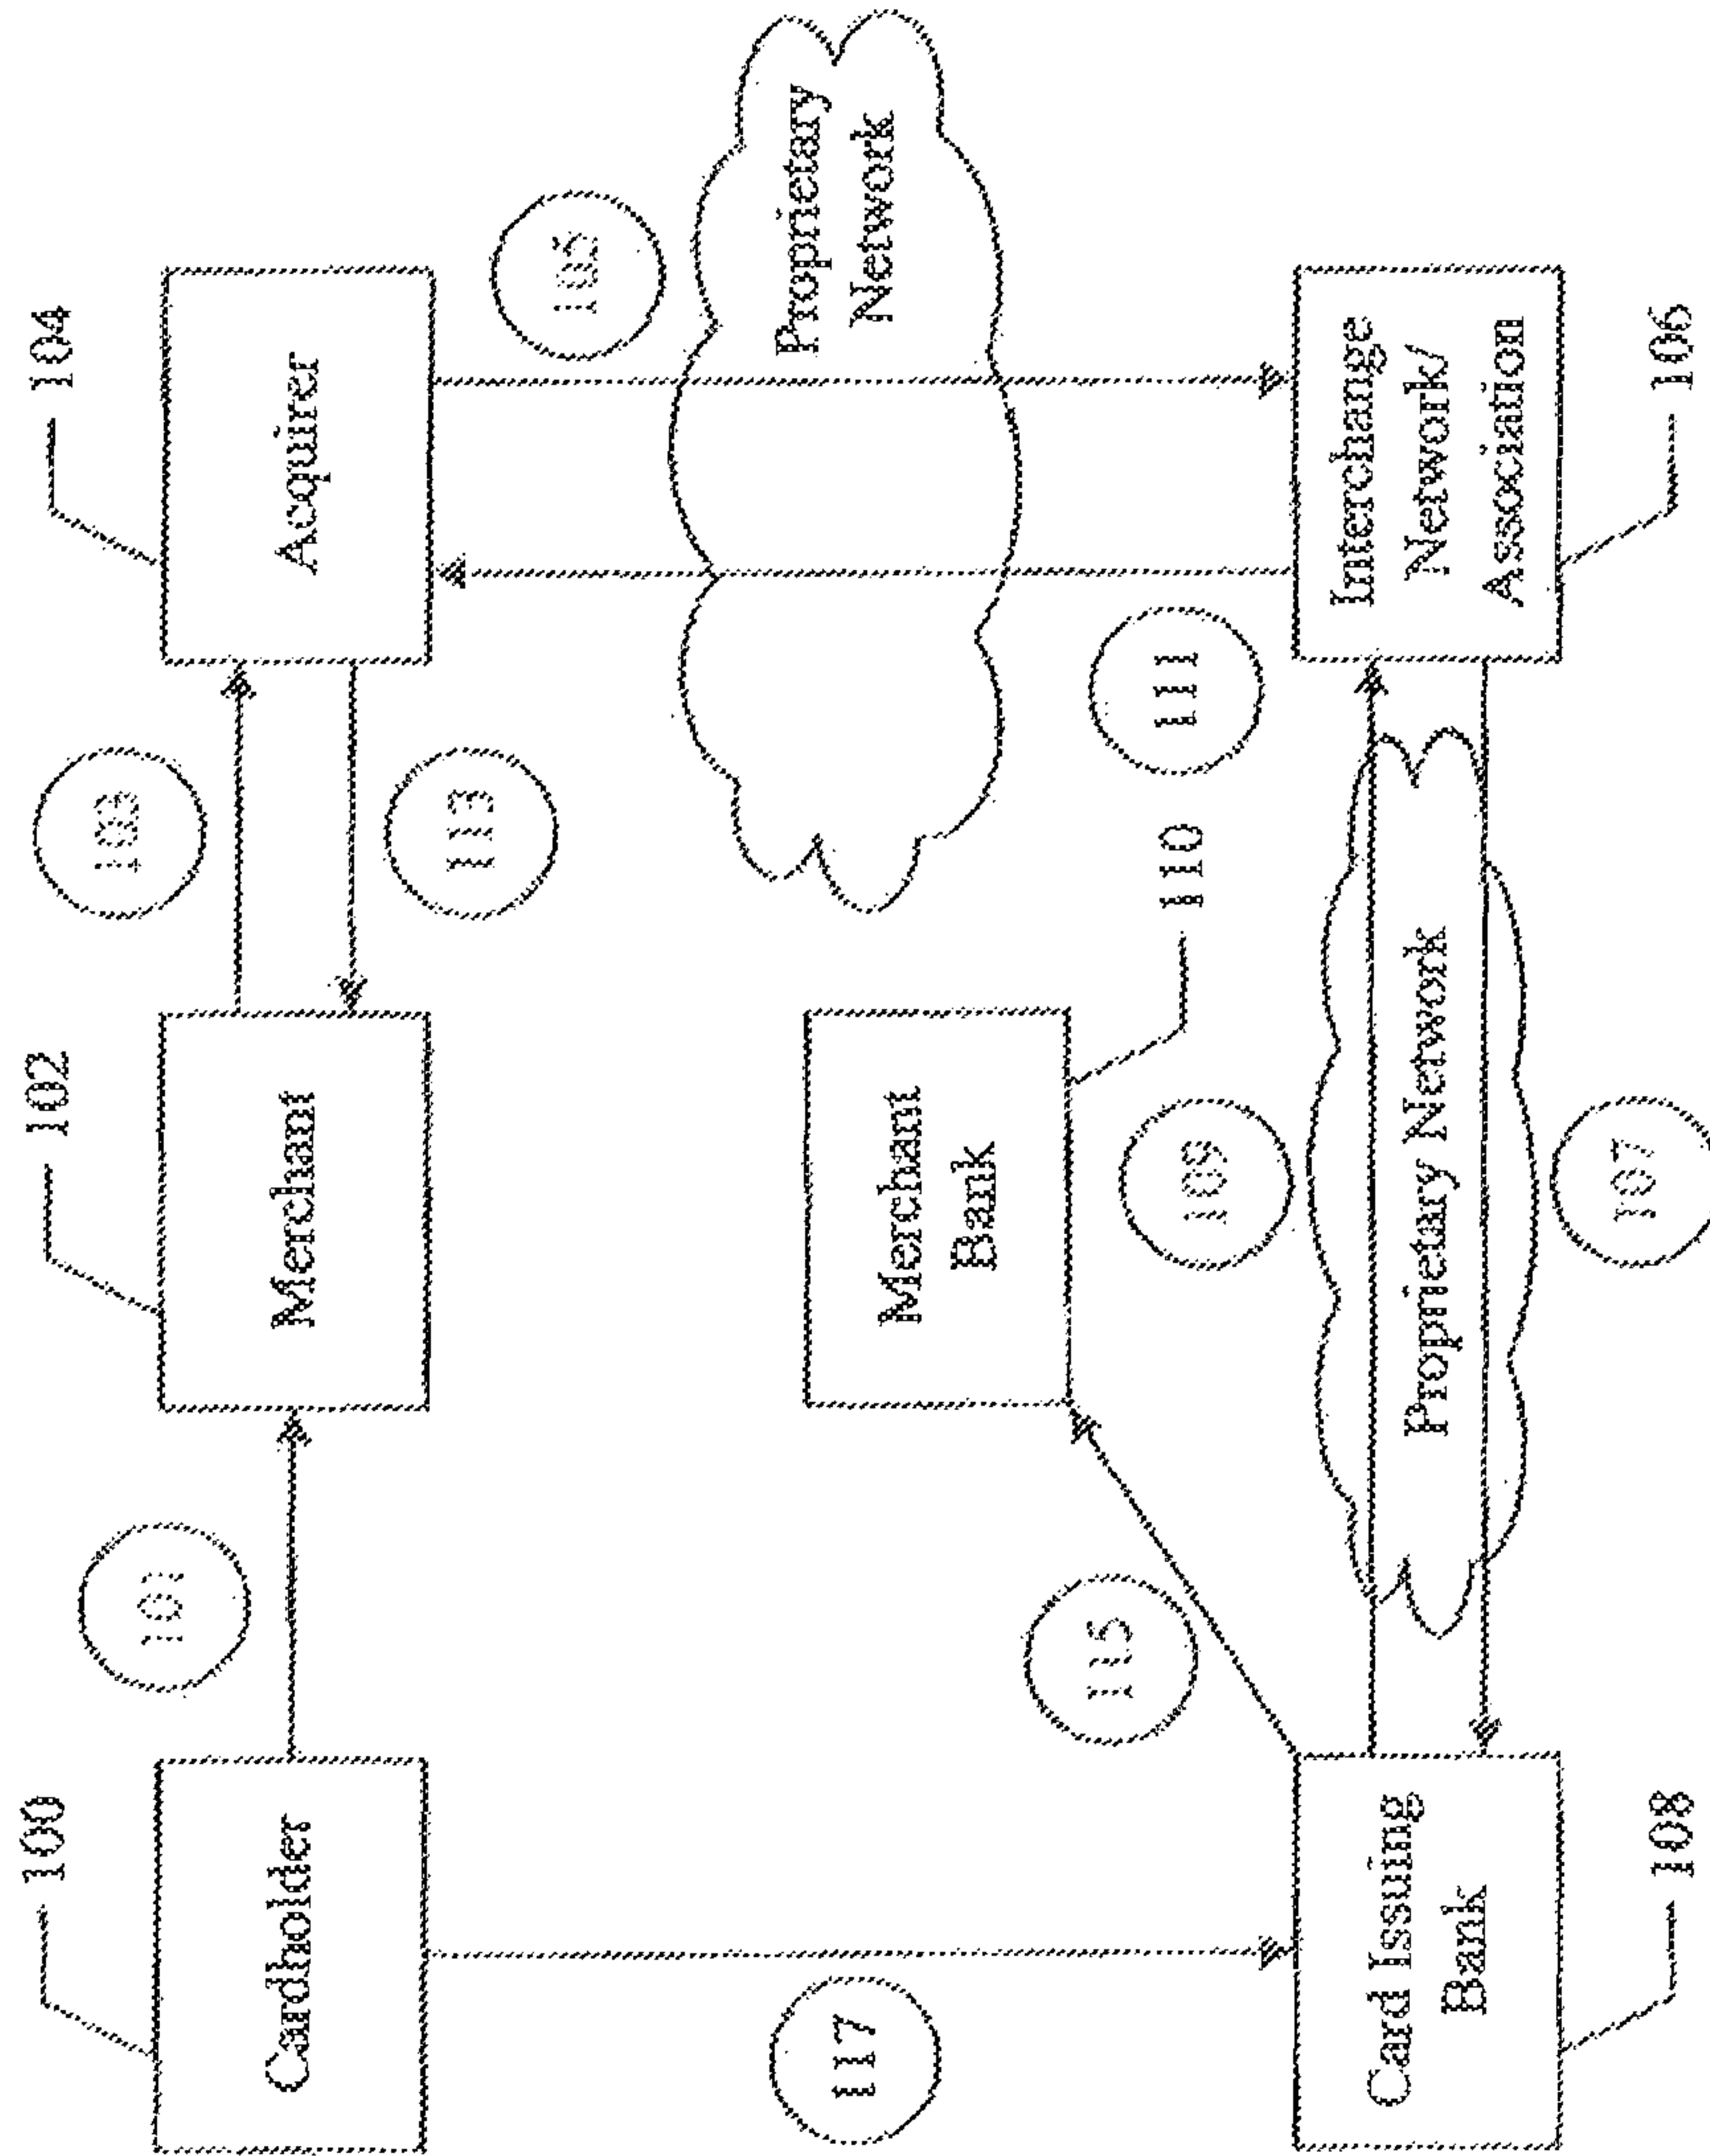 100
102
104
Cardholder
Merchant
Acquirer
101
103
113
105
117
Proprietary
Network
Merchant
Bank
110
115
109
111
Card Issuing
Bank
Proprietary Network
Interchange
Network/
Association
108
107
106